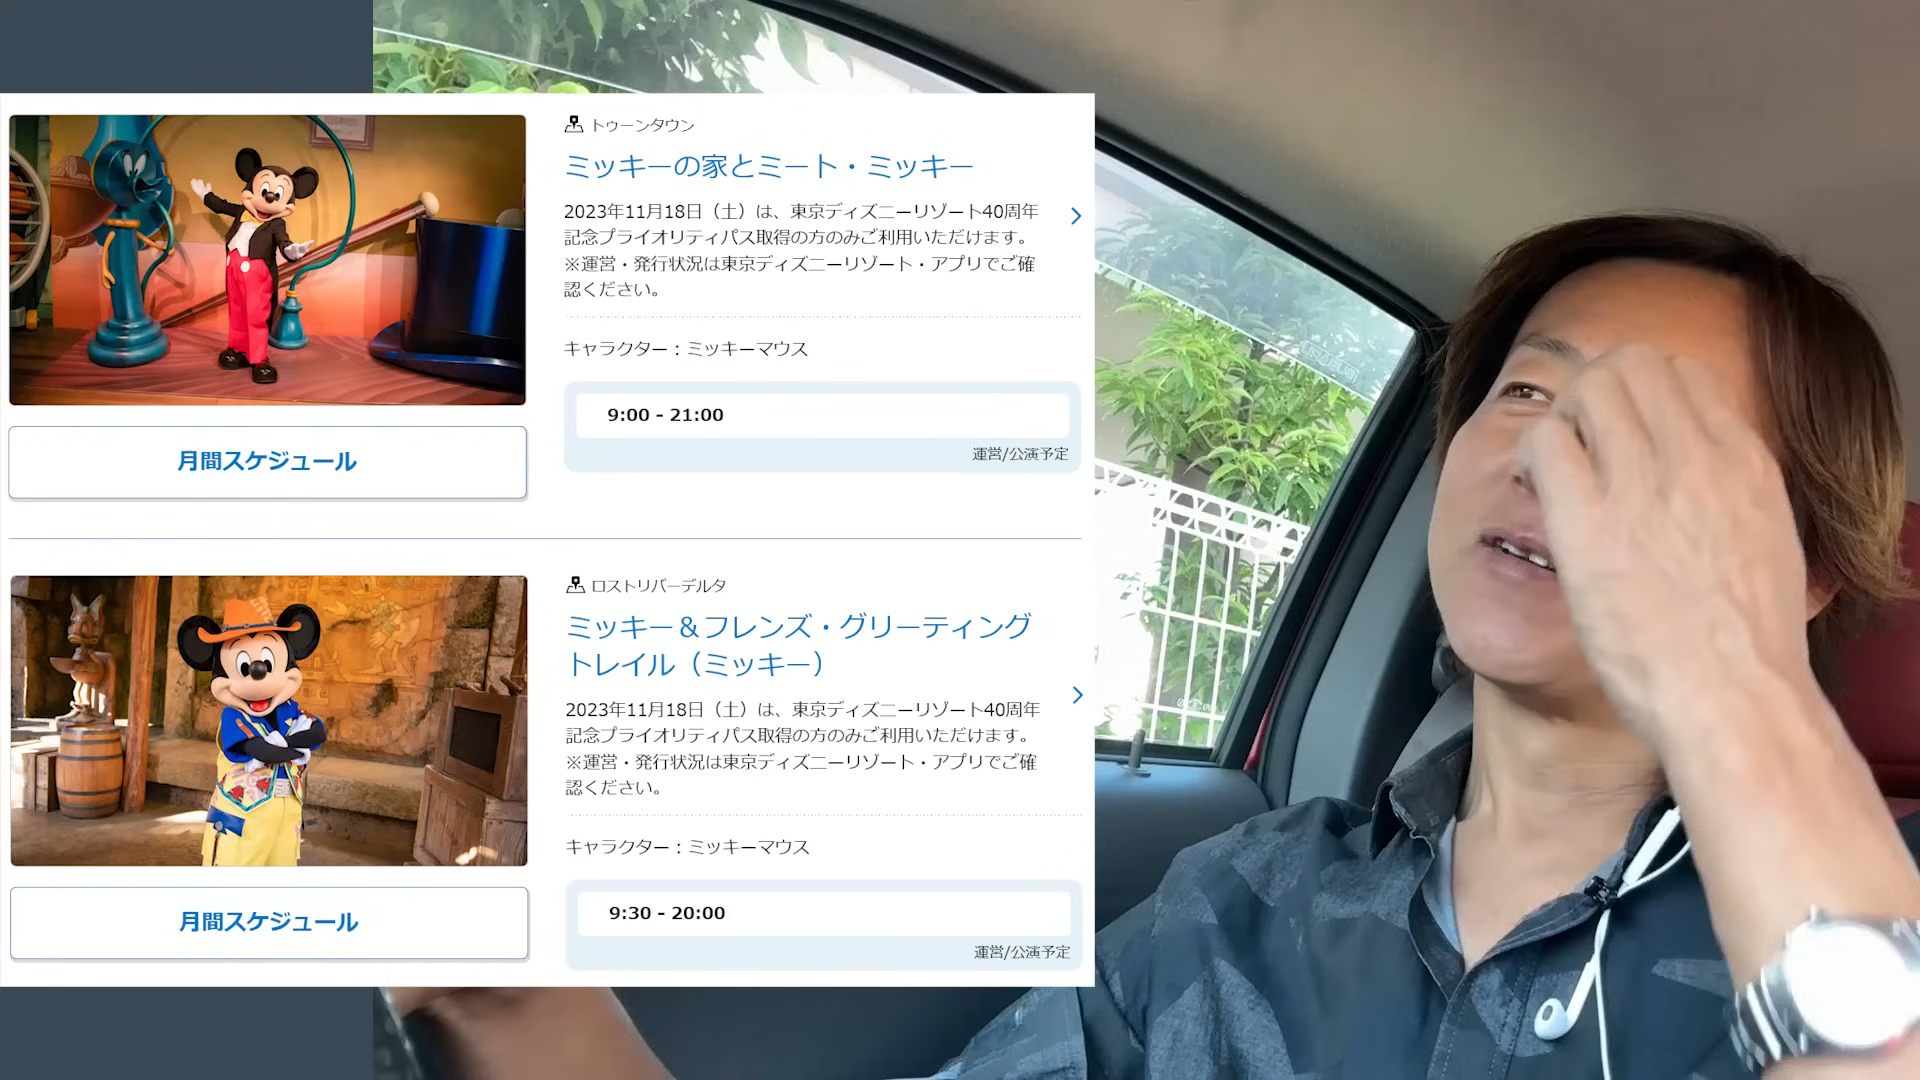 トゥーンタウン
ミッキーの家とミート・ミッキー
2023年11月18日（土）は、東京ディズニーリゾート40周年
記念プライオリティパス取得の方のみご利用いただけます。
※運営・発行状況は東京ディズニーリゾート・アプリでご確
認ください。
キャラクター：ミッキーマウス
9:00 - 21:00
運営/公演予定
月間スケジュール
ロストリバーデルタ
ミッキー＆フレンズ・グリーティング
トレイル（ミッキー）
2023年11月18日（土）は、東京ディズニーリゾート40周年
記念プライオリティパス取得の方のみご利用いただけます。
※運営・発行状況は東京ディズニーリゾート・アプリでご確
認ください。
キャラクター：ミッキーマウス
9:30 - 20:00
運営/公演予定
月間スケジュール